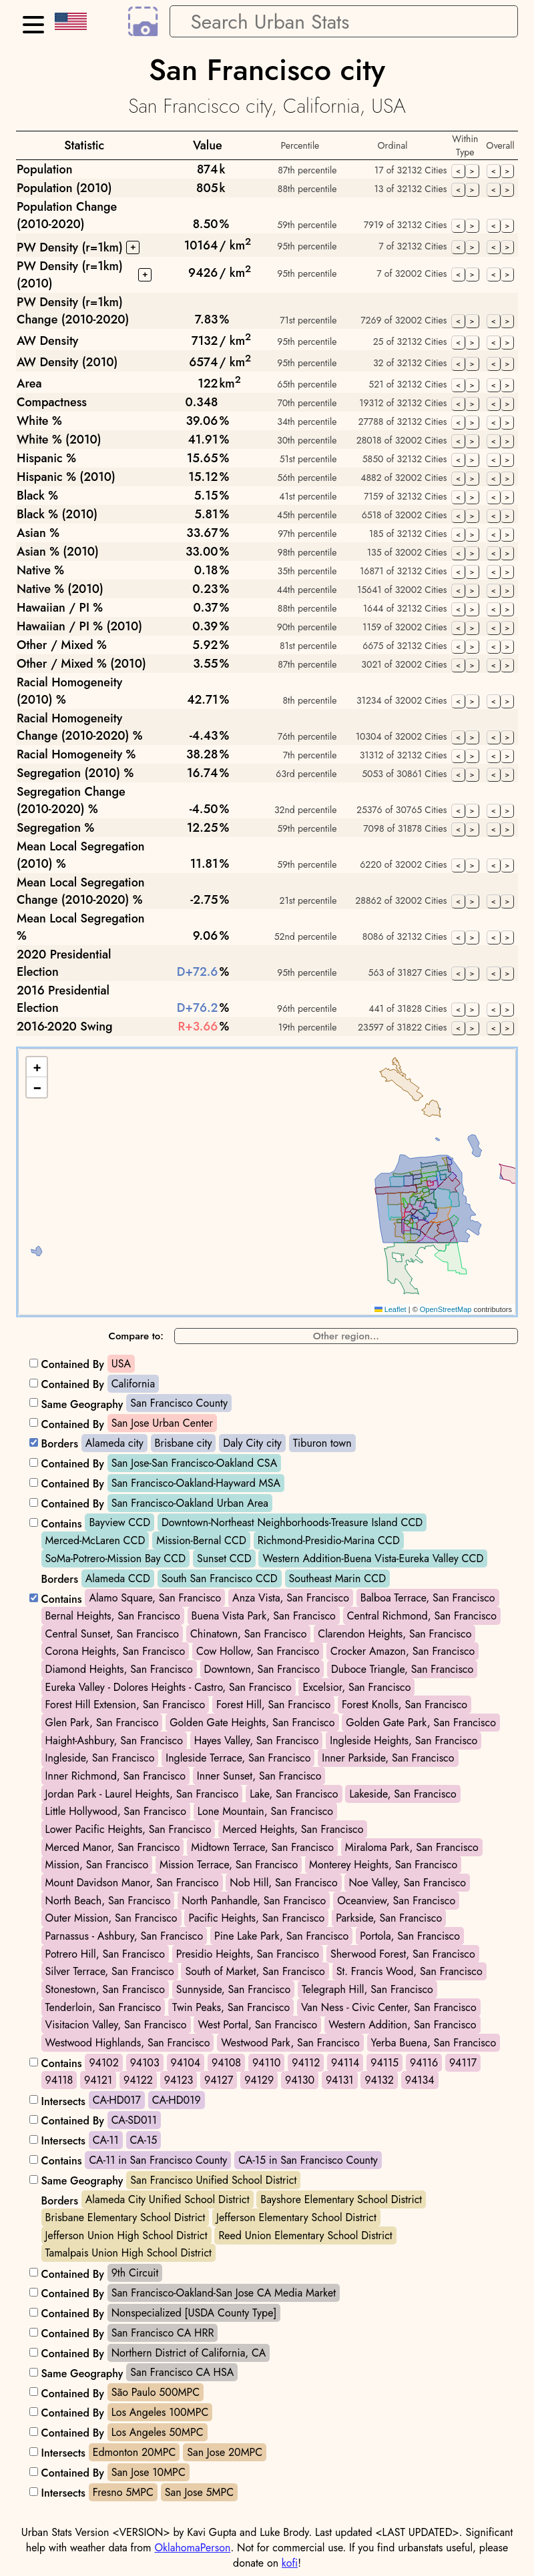 Search Urban Stats
San Francisco city
San Francisco city, California, USA
Statistic Value Percentile Ordinal Within Type Overall
Population 874k 87th percentile 17 of 32132 Cities < > < >
Population (2010) 805k 88th percentile 13 of 32132 Cities < > < >
Population Change
(2010-2020) 8.50% 59th percentile 7919 of 32132 Cities < > < >
PW Density (r=1km) + 10164/ km2 95th percentile 7 of 32132 Cities < > < >
PW Density (r=1km)
(2010) + 9426/ km2 95th percentile 7 of 32002 Cities < > < >
PW Density (r=1km)
Change (2010-2020) 7.83% 71st percentile 7269 of 32002 Cities < > < >
AW Density 7132/ km2 95th percentile 25 of 32132 Cities < > < >
AW Density (2010) 6574/ km2 95th percentile 32 of 32132 Cities < > < >
Area 122km2 65th percentile 521 of 32132 Cities < > < >
Compactness 0.348 70th percentile 19312 of 32132 Cities < > < >
White % 39.06% 34th percentile 27788 of 32132 Cities < > < >
White % (2010) 41.91% 30th percentile 28018 of 32002 Cities < > < >
Hispanic % 15.65% 51st percentile 5850 of 32132 Cities < > < >
Hispanic % (2010) 15.12% 56th percentile 4882 of 32002 Cities < > < >
Black % 5.15% 41st percentile 7159 of 32132 Cities < > < >
Black % (2010) 5.81% 45th percentile 6518 of 32002 Cities < > < >
Asian % 33.67% 97th percentile 185 of 32132 Cities < > < >
Asian % (2010) 33.00% 98th percentile 135 of 32002 Cities < > < >
Native % 0.18% 35th percentile 16871 of 32132 Cities < > < >
Native % (2010) 0.23% 44th percentile 15641 of 32002 Cities < > < >
Hawaiian / PI % 0.37% 88th percentile 1644 of 32132 Cities < > < >
Hawaiian / PI % (2010) 0.39% 90th percentile 1159 of 32002 Cities < > < >
Other / Mixed % 5.92% 81st percentile 6675 of 32132 Cities < > < >
Other / Mixed % (2010) 3.55% 87th percentile 3021 of 32002 Cities < > < >
Racial Homogeneity
(2010) % 42.71% 8th percentile 31234 of 32002 Cities < > < >
Racial Homogeneity
Change (2010-2020) % -4.43% 76th percentile 10304 of 32002 Cities < > < >
Racial Homogeneity % 38.28% 7th percentile 31312 of 32132 Cities < > < >
Segregation (2010) % 16.74% 63rd percentile 5053 of 30861 Cities < > < >
Segregation Change
(2010-2020) % -4.50% 32nd percentile 25376 of 30765 Cities < > < >
Segregation % 12.25% 59th percentile 7098 of 31878 Cities < > < >
Mean Local Segregation
(2010) % 11.81% 59th percentile 6220 of 32002 Cities < > < >
Mean Local Segregation
Change (2010-2020) % -2.75% 21st percentile 28862 of 32002 Cities < > < >
Mean Local Segregation
% 9.06% 52nd percentile 8086 of 32132 Cities < > < >
2020 Presidential
Election D+72.6% 95th percentile 563 of 31827 Cities < > < >
2016 Presidential
Election D+76.2% 96th percentile 441 of 31828 Cities < > < >
2016-2020 Swing R+3.66% 19th percentile 23597 of 31822 Cities < > < >
+
−
Leaflet | © OpenStreetMap contributors
Compare to: Other region...
Contained By USA
Contained By California
Same Geography San Francisco County
Contained By San Jose Urban Center
Borders Alameda city Brisbane city Daly City city Tiburon town
Contained By San Jose-San Francisco-Oakland CSA
Contained By San Francisco-Oakland-Hayward MSA
Contained By San Francisco-Oakland Urban Area
Contains Bayview CCD Downtown-Northeast Neighborhoods-Treasure Island CCD
Merced-McLaren CCD Mission-Bernal CCD Richmond-Presidio-Marina CCD
SoMa-Potrero-Mission Bay CCD Sunset CCD Western Addition-Buena Vista-Eureka Valley CCD
Borders Alameda CCD South San Francisco CCD Southeast Marin CCD
Contains Alamo Square, San Francisco Anza Vista, San Francisco Balboa Terrace, San Francisco
Bernal Heights, San Francisco Buena Vista Park, San Francisco Central Richmond, San Francisco
Central Sunset, San Francisco Chinatown, San Francisco Clarendon Heights, San Francisco
Corona Heights, San Francisco Cow Hollow, San Francisco Crocker Amazon, San Francisco
Diamond Heights, San Francisco Downtown, San Francisco Duboce Triangle, San Francisco
Eureka Valley - Dolores Heights - Castro, San Francisco Excelsior, San Francisco
Forest Hill Extension, San Francisco Forest Hill, San Francisco Forest Knolls, San Francisco
Glen Park, San Francisco Golden Gate Heights, San Francisco Golden Gate Park, San Francisco
Haight-Ashbury, San Francisco Hayes Valley, San Francisco Ingleside Heights, San Francisco
Ingleside, San Francisco Ingleside Terrace, San Francisco Inner Parkside, San Francisco
Inner Richmond, San Francisco Inner Sunset, San Francisco
Jordan Park - Laurel Heights, San Francisco Lake, San Francisco Lakeside, San Francisco
Little Hollywood, San Francisco Lone Mountain, San Francisco
Lower Pacific Heights, San Francisco Merced Heights, San Francisco
Merced Manor, San Francisco Midtown Terrace, San Francisco Miraloma Park, San Francisco
Mission, San Francisco Mission Terrace, San Francisco Monterey Heights, San Francisco
Mount Davidson Manor, San Francisco Nob Hill, San Francisco Noe Valley, San Francisco
North Beach, San Francisco North Panhandle, San Francisco Oceanview, San Francisco
Outer Mission, San Francisco Pacific Heights, San Francisco Parkside, San Francisco
Parnassus - Ashbury, San Francisco Pine Lake Park, San Francisco Portola, San Francisco
Potrero Hill, San Francisco Presidio Heights, San Francisco Sherwood Forest, San Francisco
Silver Terrace, San Francisco South of Market, San Francisco St. Francis Wood, San Francisco
Stonestown, San Francisco Sunnyside, San Francisco Telegraph Hill, San Francisco
Tenderloin, San Francisco Twin Peaks, San Francisco Van Ness - Civic Center, San Francisco
Visitacion Valley, San Francisco West Portal, San Francisco Western Addition, San Francisco
Westwood Highlands, San Francisco Westwood Park, San Francisco Yerba Buena, San Francisco
Contains 94102 94103 94104 94108 94110 94112 94114 94115 94116 94117
94118 94121 94122 94123 94127 94129 94130 94131 94132 94134
Intersects CA-HD017 CA-HD019
Contained By CA-SD011
Intersects CA-11 CA-15
Contains CA-11 in San Francisco County CA-15 in San Francisco County
Same Geography San Francisco Unified School District
Borders Alameda City Unified School District Bayshore Elementary School District
Brisbane Elementary School District Jefferson Elementary School District
Jefferson Union High School District Reed Union Elementary School District
Tamalpais Union High School District
Contained By 9th Circuit
Contained By San Francisco-Oakland-San Jose CA Media Market
Contained By Nonspecialized [USDA County Type]
Contained By San Francisco CA HRR
Contained By Northern District of California, CA
Same Geography San Francisco CA HSA
Contained By São Paulo 500MPC
Contained By Los Angeles 100MPC
Contained By Los Angeles 50MPC
Intersects Edmonton 20MPC San Jose 20MPC
Contained By San Jose 10MPC
Intersects Fresno 5MPC San Jose 5MPC
Urban Stats Version <VERSION> by Kavi Gupta and Luke Brody. Last updated <LAST UPDATED>. Significant
help with weather data from OklahomaPerson. Not for commercial use. If you find urbanstats useful, please
donate on kofi!